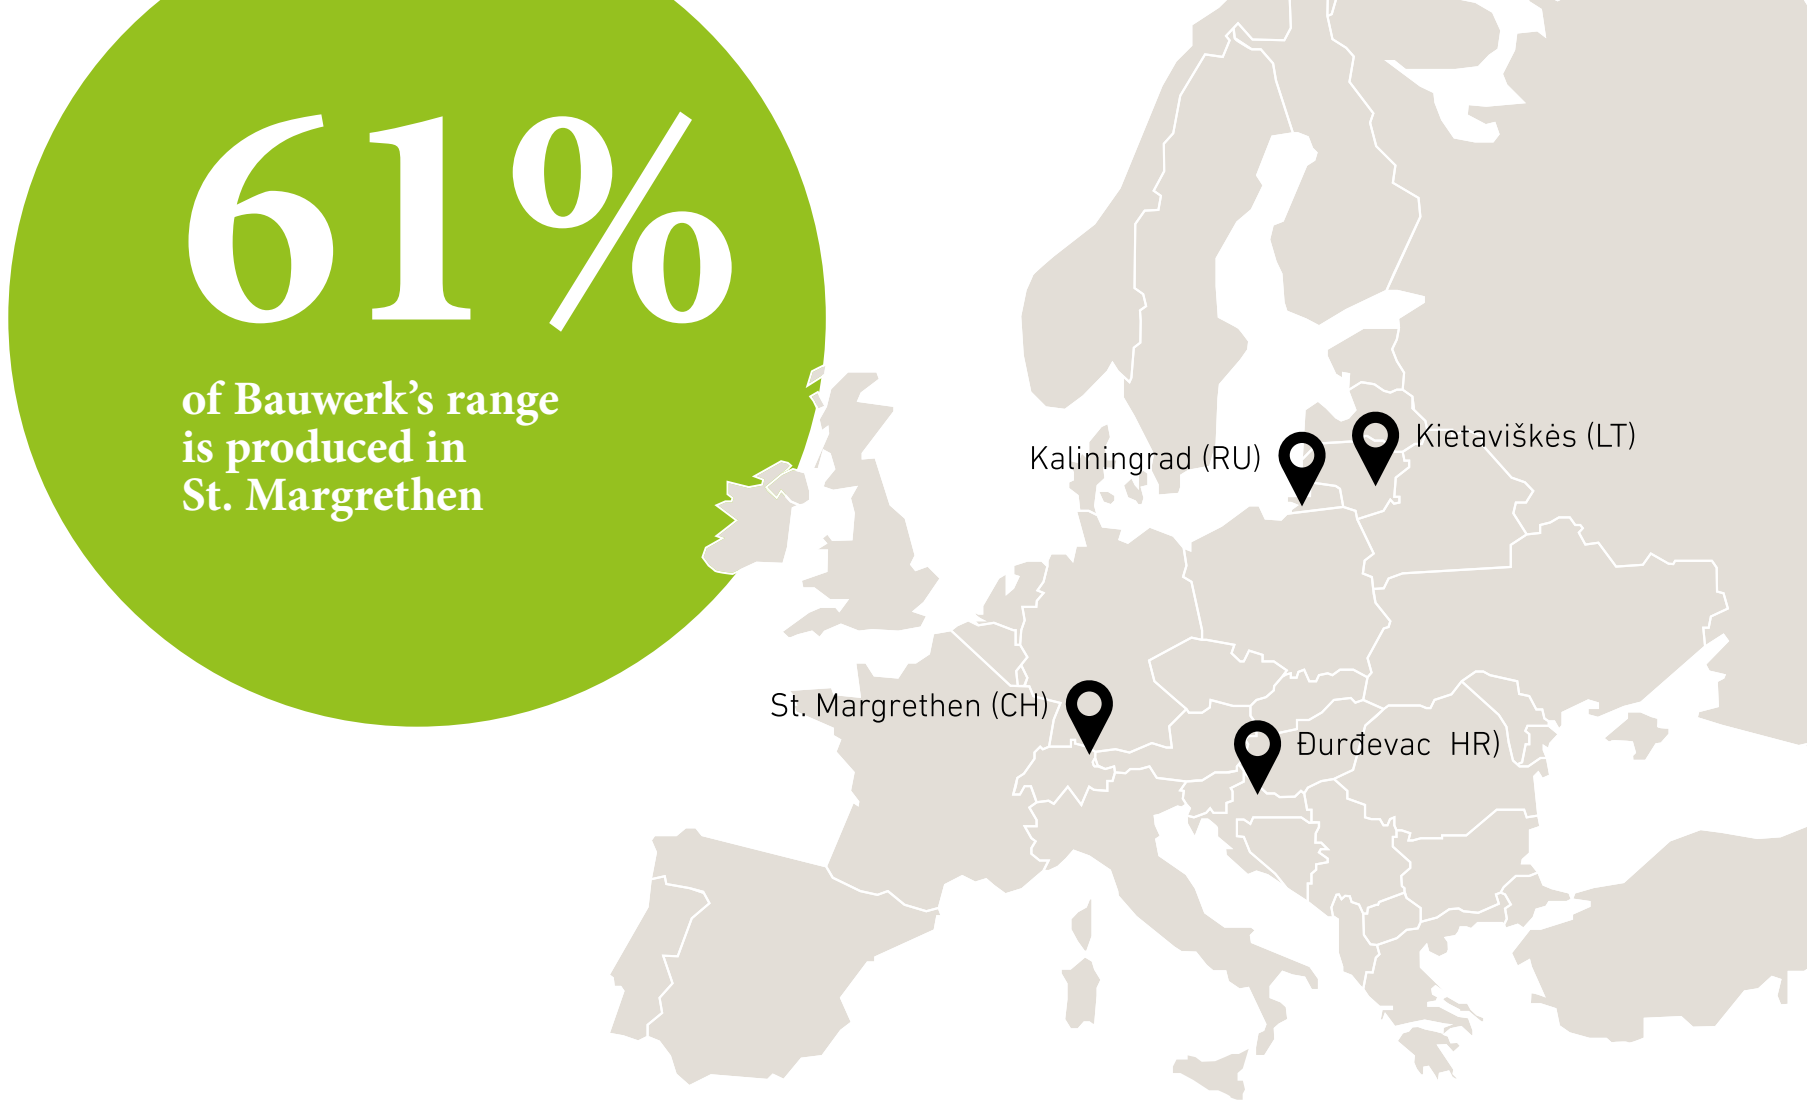 61%
of Bauwerk’s range
is produced in
St. Margrethen
Kietaviškės (LT)
Kaliningrad (RU)
St. Margrethen (CH)
Đurđevac  HR)